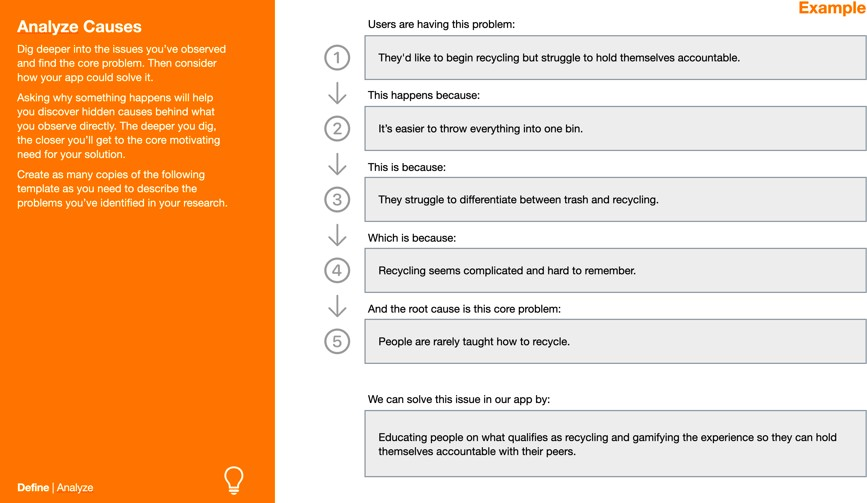 Analyze Causes
Dig deeper into the issues you've observed
and find the core problem. Then consider
how your app could solve it.
Asking why something happens will help
you discover hidden causes behind what
you observe directly. The deeper you dig,
the closer you'll get to the core motivating
need for your solution.
Create as many copies of the following
template as you need to describe the
problems you've identified in your research.
Define | Analyze
Example
Users are having this problem:
1
They'd like to begin recycling but struggle to hold themselves accountable.
This happens because:
2
It's easier to throw everything into one bin.
This is because:
3
They struggle to differentiate between trash and recycling.
Which is because:
4
Recycling seems complicated and hard to remember.
And the root cause is this core problem:
5
People are rarely taught how to recycle.
We can solve this issue in our app by:
Educating people on what qualifies as recycling and gamifying the experience so they can hold
themselves accountable with their peers.